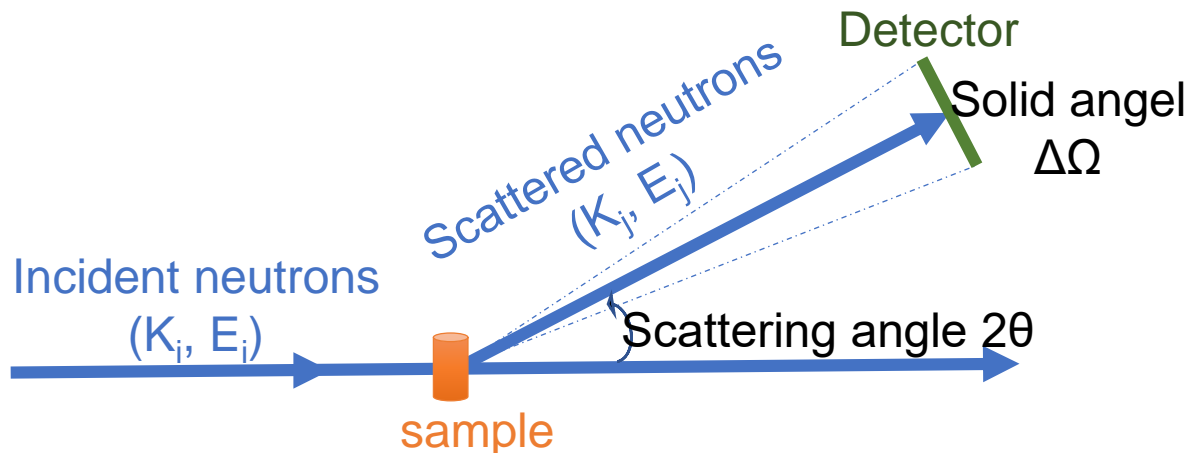 Detector
Solid angel
ΔΩ
Scattered neutrons
(Kⱼ, Eⱼ)
Incident neutrons
(Kᵢ, Eᵢ)
Scattering angle 2θ
sample